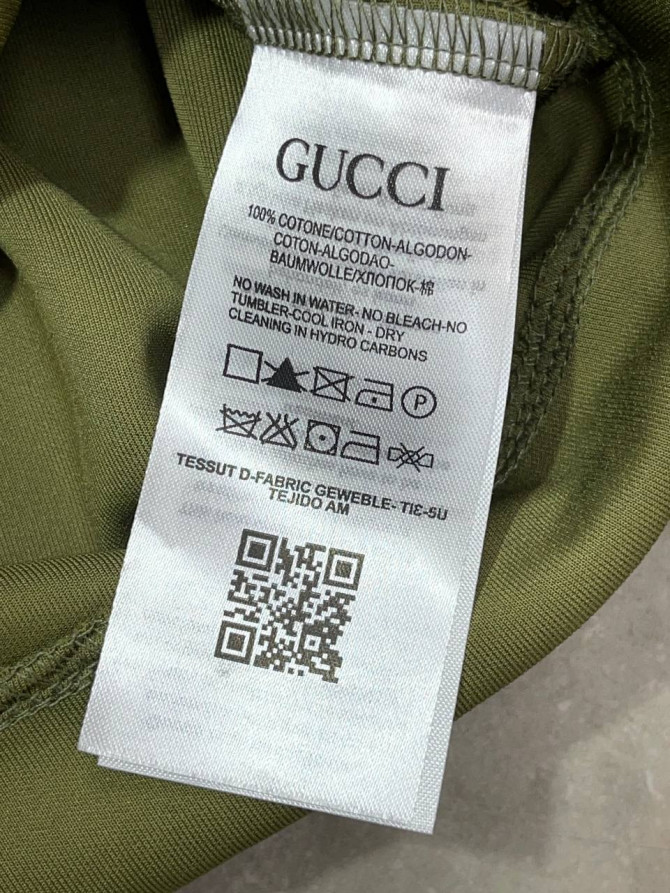 GUCCI
100% COTONE/COTTON-ALGODON-
COTON-ALGODAO-
BAUMWOLLE/ХЛОПОК-棉
NO WASH IN WATER- NO BLEACH-NO
TUMBLER-COOL IRON - DRY
CLEANING IN HYDRO CARBONS
P
TESSUT D-FABRIC GEWEBLE- TIƐ-5U
TEJIDO AM